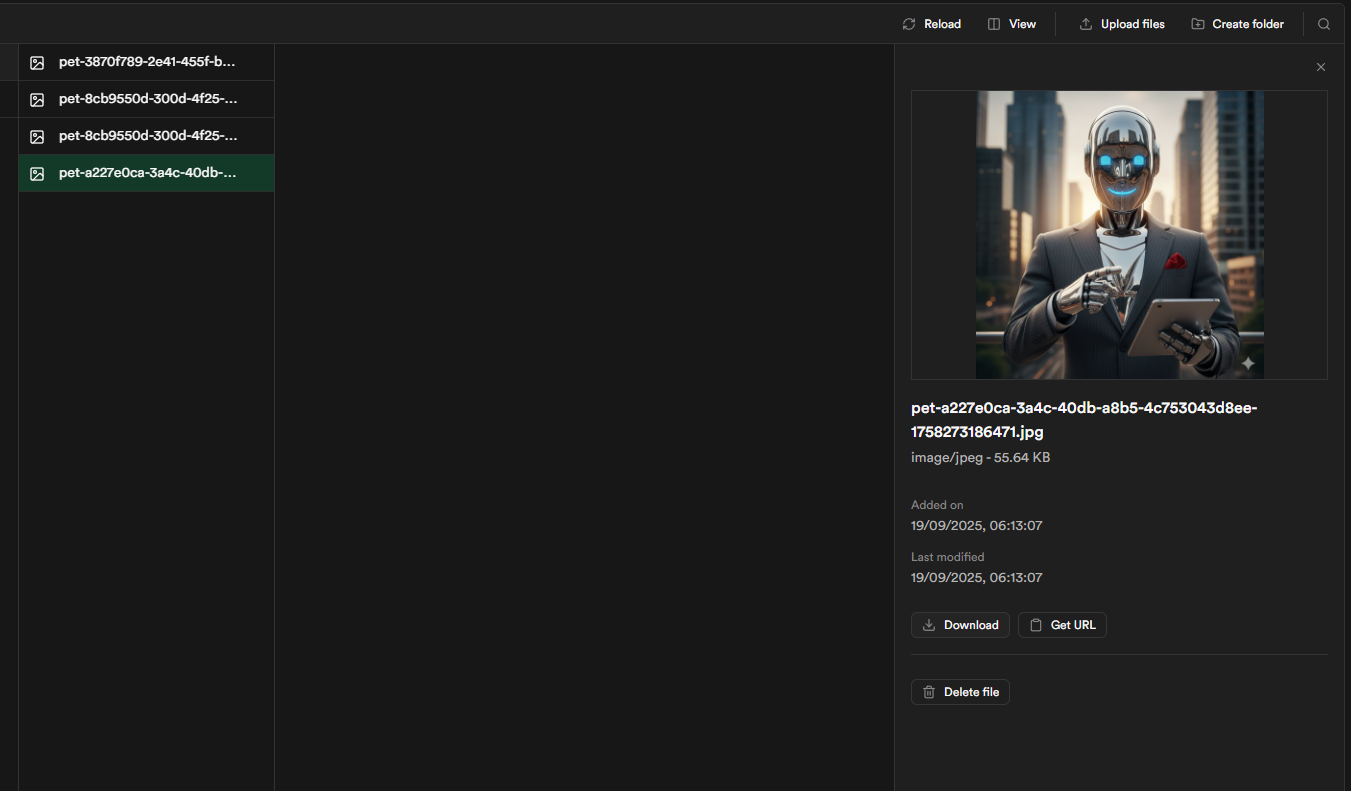 Reload
View
Upload files
Create folder
pet-3870f789-2e41-455f-b...
pet-8cb9550d-300d-4f25-...
pet-8cb9550d-300d-4f25-...
pet-a227e0ca-3a4c-40db-...
pet-a227e0ca-3a4c-40db-a8b5-4c753043d8ee-
1758273186471.jpg
image/jpeg - 55.64 KB
Added on
19/09/2025, 06:13:07
Last modified
19/09/2025, 06:13:07
Download
Get URL
Delete file